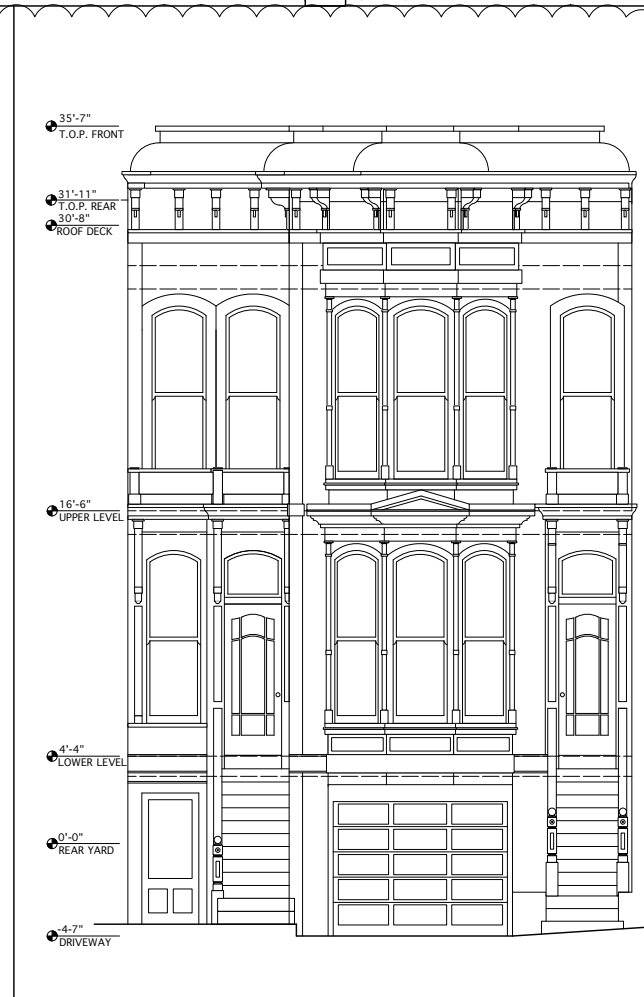 35'-7"
T.O.P. FRONT
31'-11"
T.O.P. REAR
30'-8"
ROOF DECK
16'-6"
UPPER LEVEL
4'-4"
LOWER LEVEL
0'-0"
REAR YARD
-4-7"
DRIVEWAY